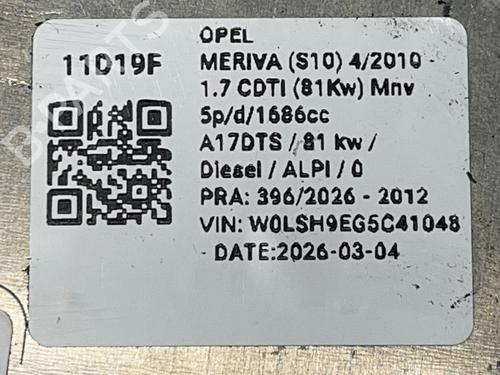 11D19F
OPEL
MERIVA (S10) 4/2010 -
1.7 CDTI (81Kw) Mnv
5p/d/1686cc
A17DTS / 81 kw /
Diesel / ALPI / 0
PRA: 396/2026 - 2012
VIN: W0LSH9EG5C41048
DATE:2026-03-04
B-PARTS